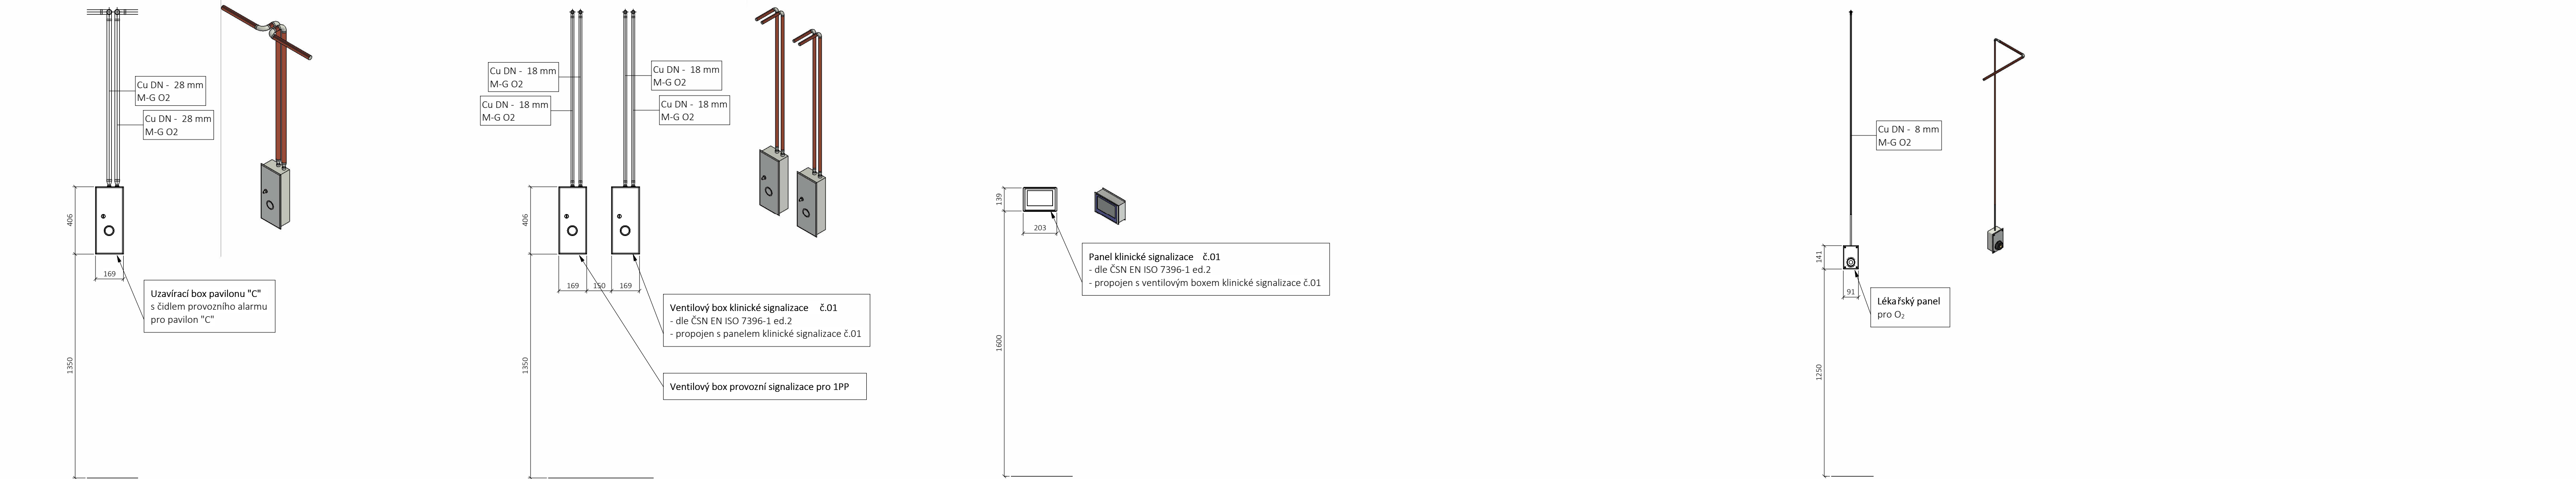 Cu DN -  28 mm
M-G O2
Cu DN -  28 mm
M-G O2
406
169
1350
Uzavírací box pavilonu "C"
s čidlem provozního alarmu
pro pavilon "C"
Cu DN -  18 mm
M-G O2
Cu DN -  18 mm
M-G O2
Cu DN -  18 mm
M-G O2
Cu DN -  18 mm
M-G O2
406
169
150
169
1350
Ventilový box klinické signalizace    č.01
- dle ČSN EN ISO 7396-1 ed.2
- propojen s panelem klinické signalizace č.01
Ventilový box provozní signalizace pro 1PP
139
203
1600
Panel klinické signalizace    č.01
- dle ČSN EN ISO 7396-1 ed.2
- propojen s ventilovým boxem klinické signalizace č.01
Cu DN -  8 mm
M-G O2
141
91
1250
Lékařský panel
pro O₂